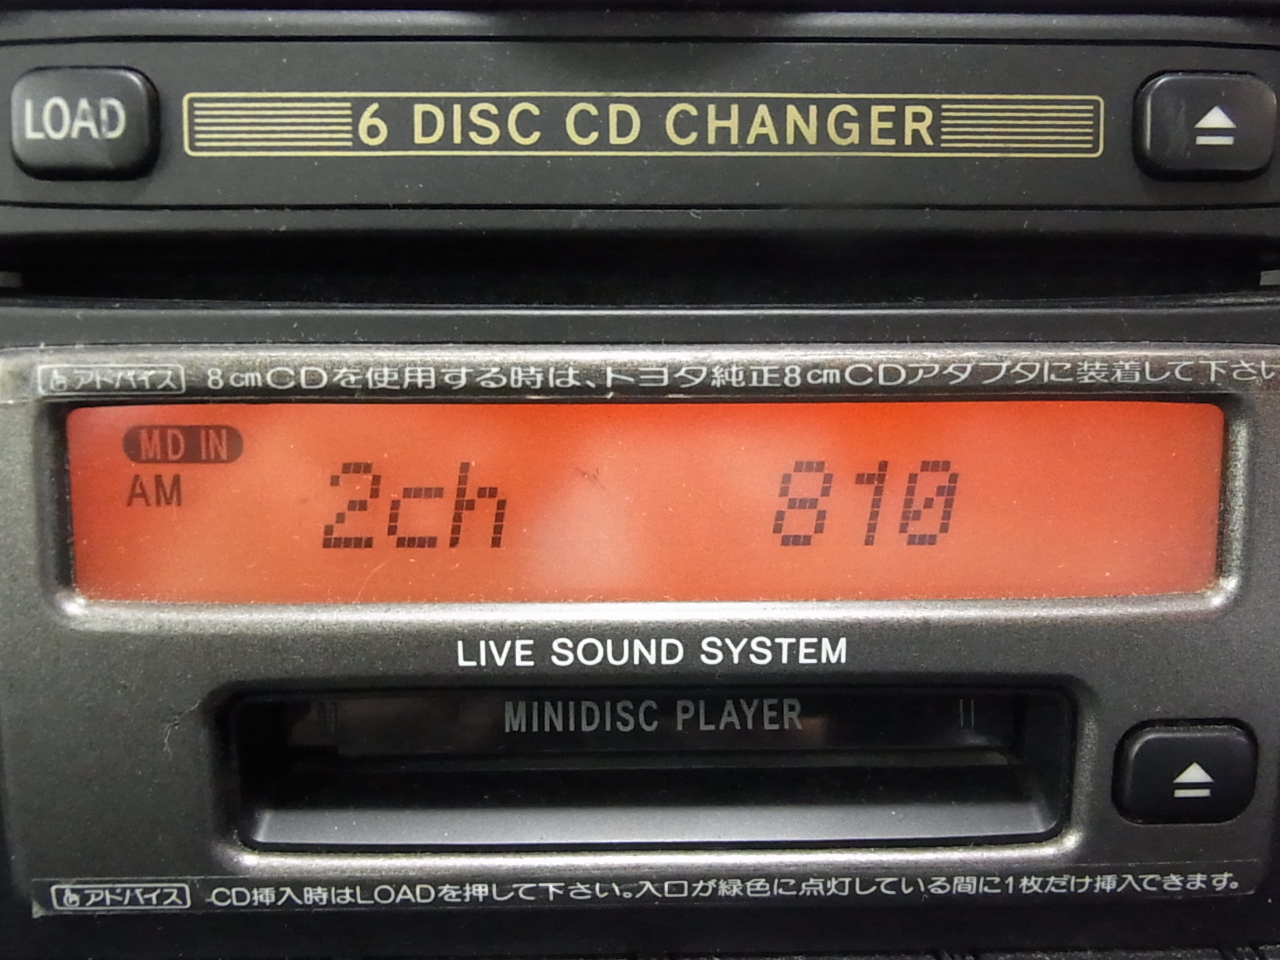 LOAD
6 DISC CD CHANGER
アドバイス 8cmCDを使用する時は、トヨタ純正8cmCDアダプタに装着して下さい
MD IN
AM 2ch 810
LIVE SOUND SYSTEM
MINIDISC PLAYER
アドバイス CD挿入時はLOADを押して下さい。入口が緑色に点灯している間に1枚だけ挿入できます。